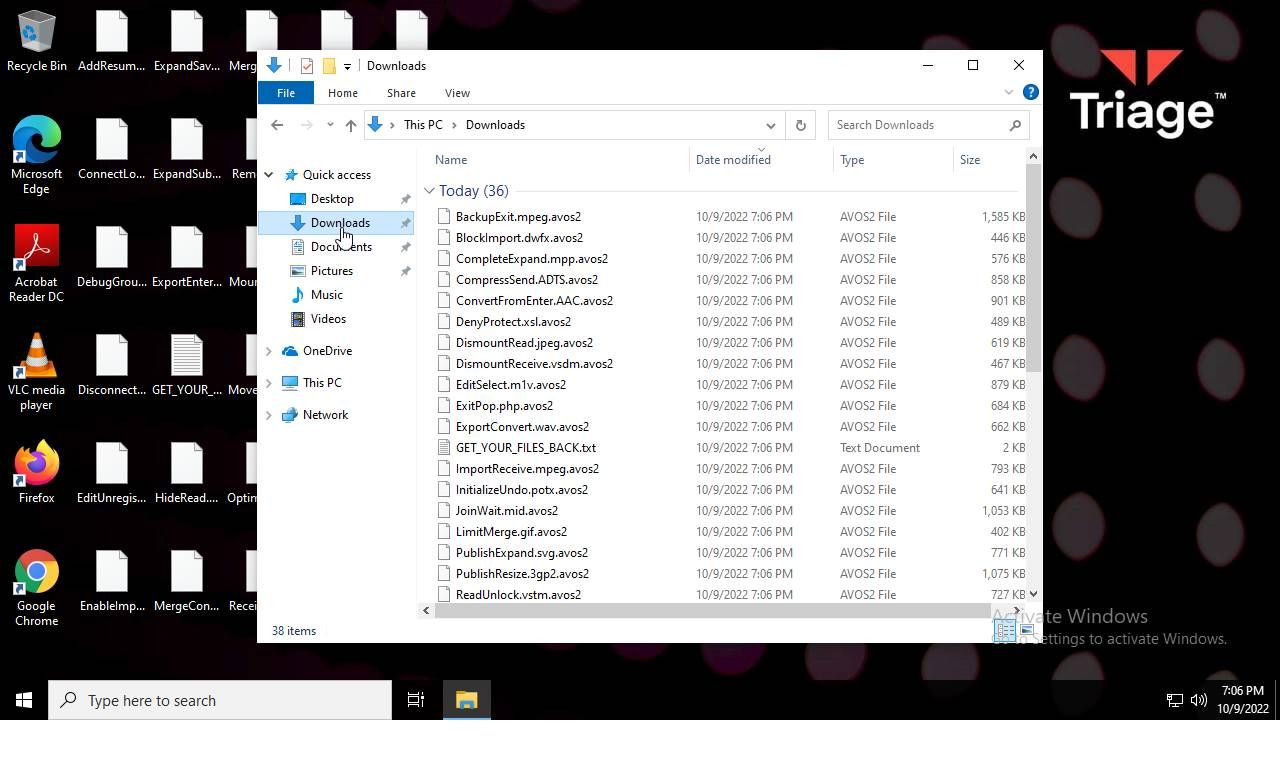 Recycle Bin
AddResum...
ExpandSav...
Merg
Downloads
File
Home
Share
View
This PC
Downloads
Search Downloads
Triage™
Microsoft
Edge
ConnectLo...
ExpandSub...
Rem
Quick access
Desktop
Downloads
Documents
Pictures
Music
Videos
OneDrive
This PC
Network
Name
Date modified
Type
Size
Today (36)
BackupExit.mpeg.avos2 10/9/2022 7:06 PM AVOS2 File 1,585 KB
BlockImport.dwfx.avos2 10/9/2022 7:06 PM AVOS2 File 446 KB
CompleteExpand.mpp.avos2 10/9/2022 7:06 PM AVOS2 File 576 KB
CompressSend.ADTS.avos2 10/9/2022 7:06 PM AVOS2 File 858 KB
ConvertFromEnter.AAC.avos2 10/9/2022 7:06 PM AVOS2 File 901 KB
DenyProtect.xsl.avos2 10/9/2022 7:06 PM AVOS2 File 489 KB
DismountRead.jpeg.avos2 10/9/2022 7:06 PM AVOS2 File 619 KB
DismountReceive.vsdm.avos2 10/9/2022 7:06 PM AVOS2 File 467 KB
EditSelect.m1v.avos2 10/9/2022 7:06 PM AVOS2 File 879 KB
ExitPop.php.avos2 10/9/2022 7:06 PM AVOS2 File 684 KB
ExportConvert.wav.avos2 10/9/2022 7:06 PM AVOS2 File 662 KB
GET_YOUR_FILES_BACK.txt 10/9/2022 7:06 PM Text Document 2 KB
ImportReceive.mpeg.avos2 10/9/2022 7:06 PM AVOS2 File 793 KB
InitializeUndo.potx.avos2 10/9/2022 7:06 PM AVOS2 File 641 KB
JoinWait.mid.avos2 10/9/2022 7:06 PM AVOS2 File 1,053 KB
LimitMerge.gif.avos2 10/9/2022 7:06 PM AVOS2 File 402 KB
PublishExpand.svg.avos2 10/9/2022 7:06 PM AVOS2 File 771 KB
PublishResize.3gp2.avos2 10/9/2022 7:06 PM AVOS2 File 1,075 KB
ReadUnlock.vstm.avos2 10/9/2022 7:06 PM AVOS2 File 727 KB
38 items
Acrobat
Reader DC
DebugGrou...
ExportEnter...
Moun
VLC media
player
Disconnect...
GET_YOUR_...
Move
Firefox
EditUnregis...
HideRead....
Optim
Google
Chrome
EnableImp...
MergeCon...
Recei
Activate Windows
Go to Settings to activate Windows.
Type here to search
7:06 PM
10/9/2022